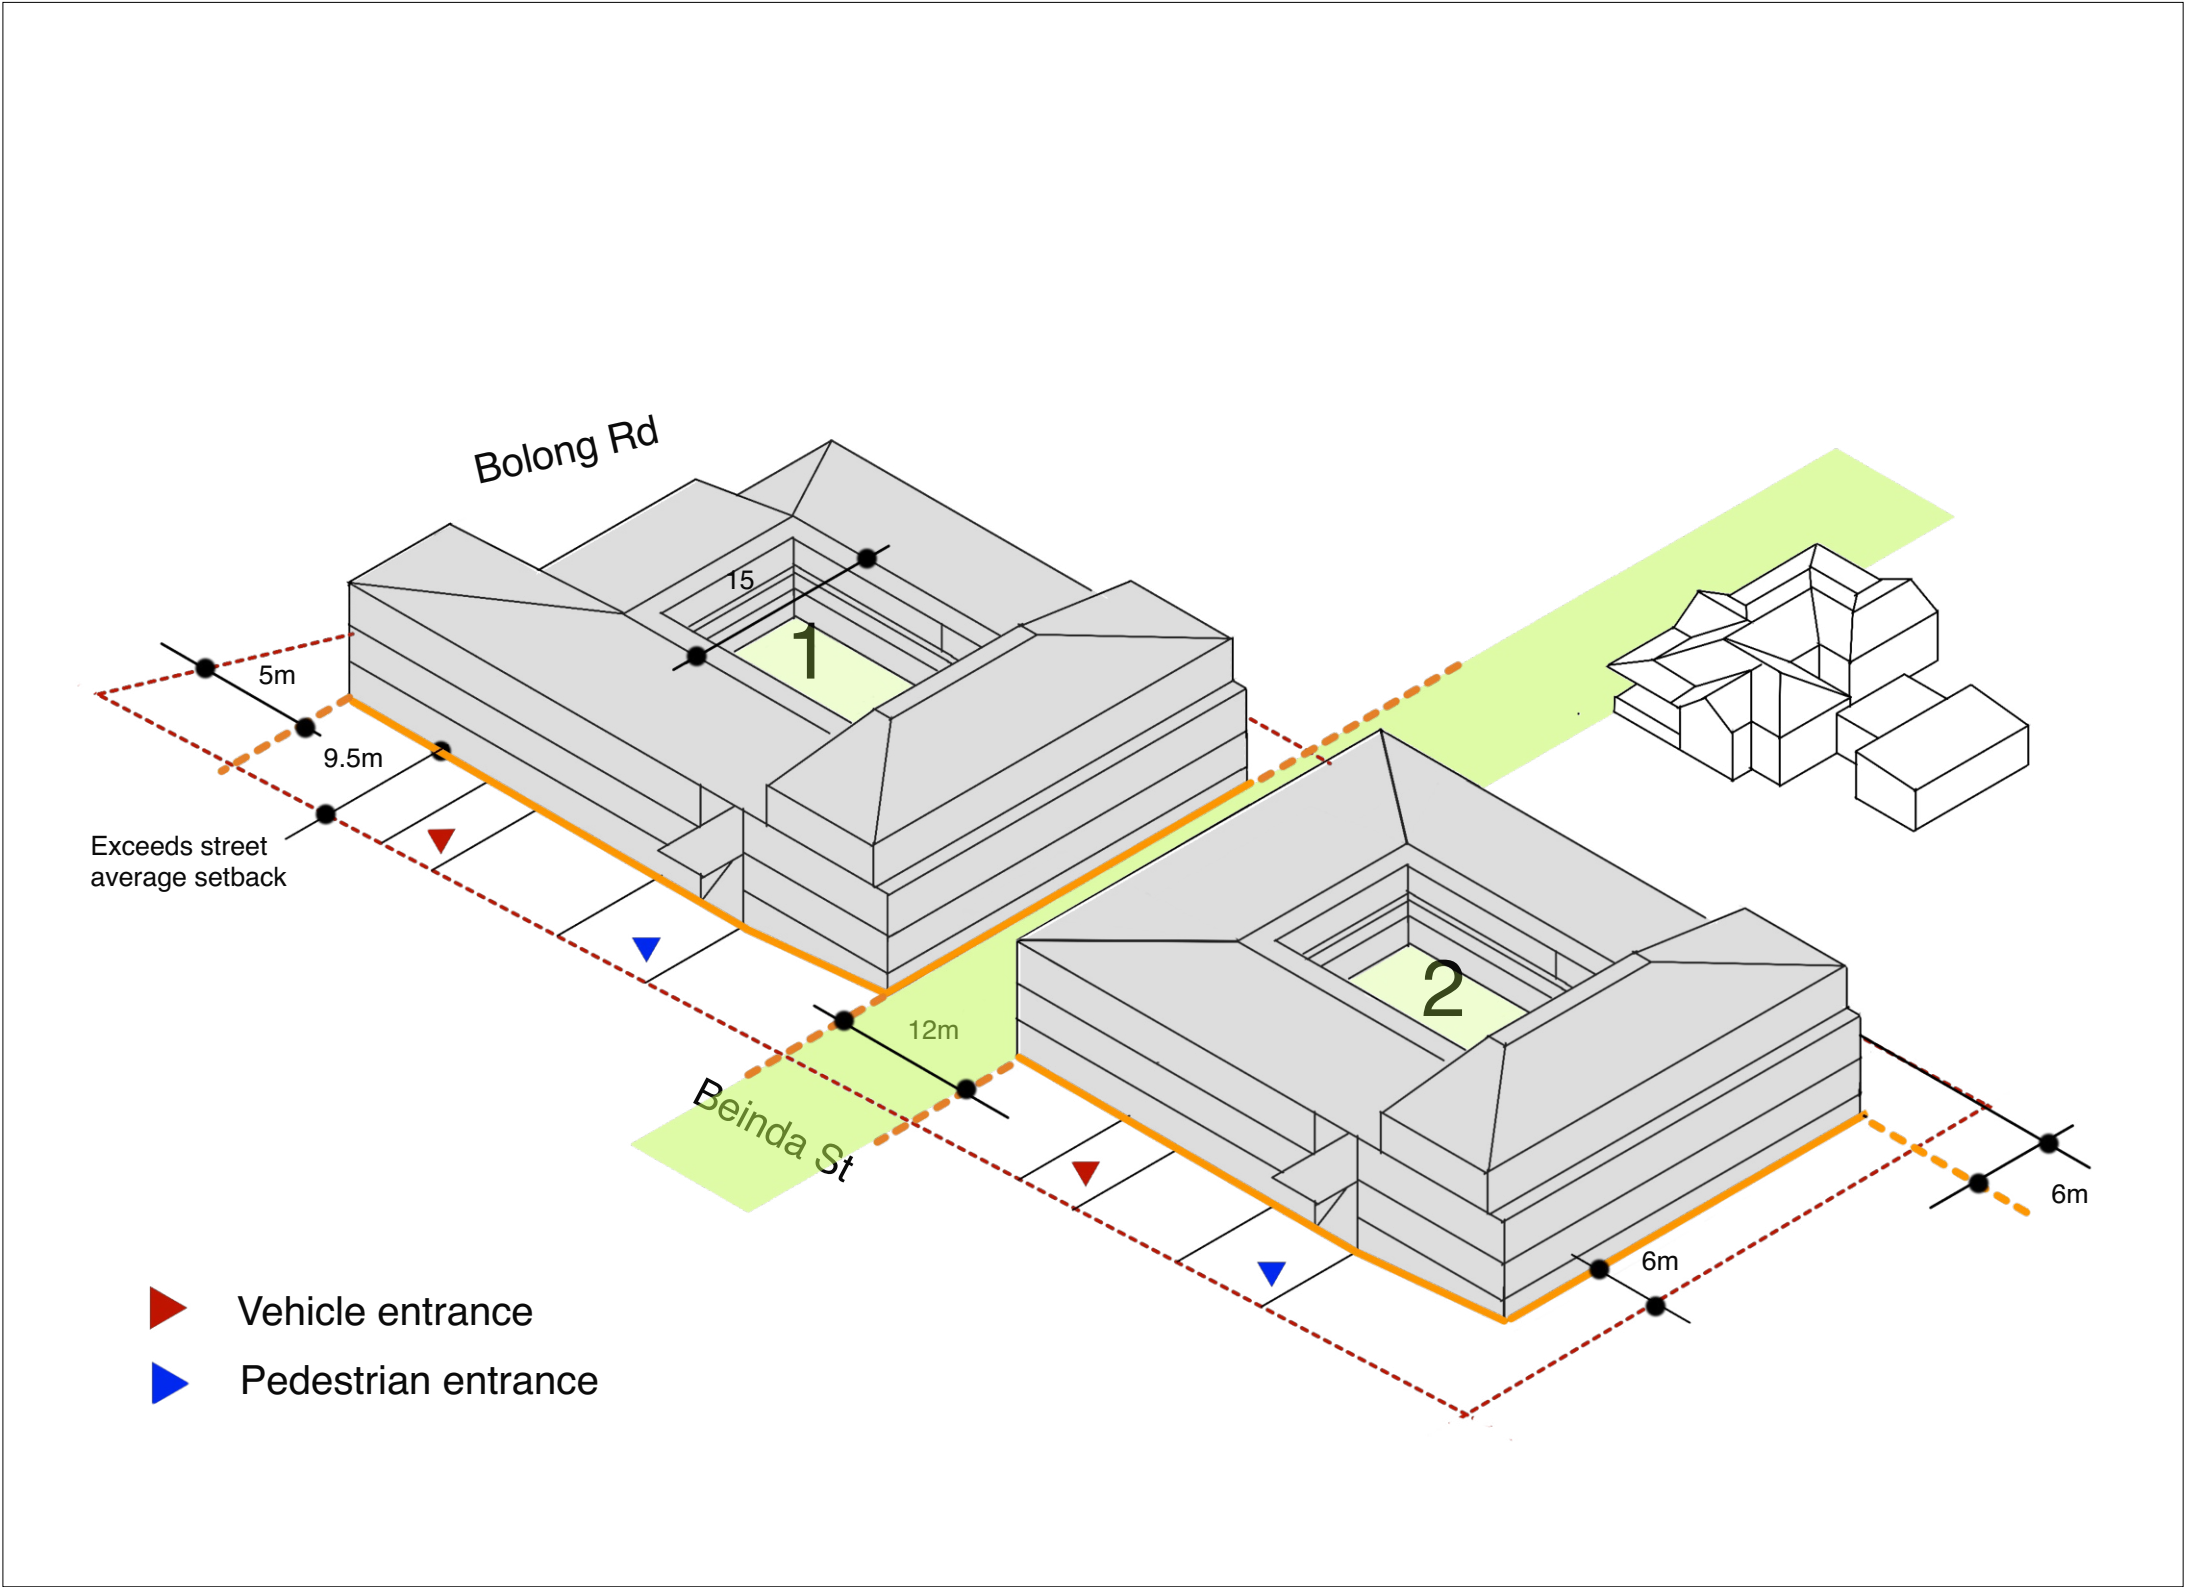 Bolong Rd
15
1
5m
9.5m
Exceeds street
average setback
12m
2
Beinda St
6m
6m
Vehicle entrance
Pedestrian entrance